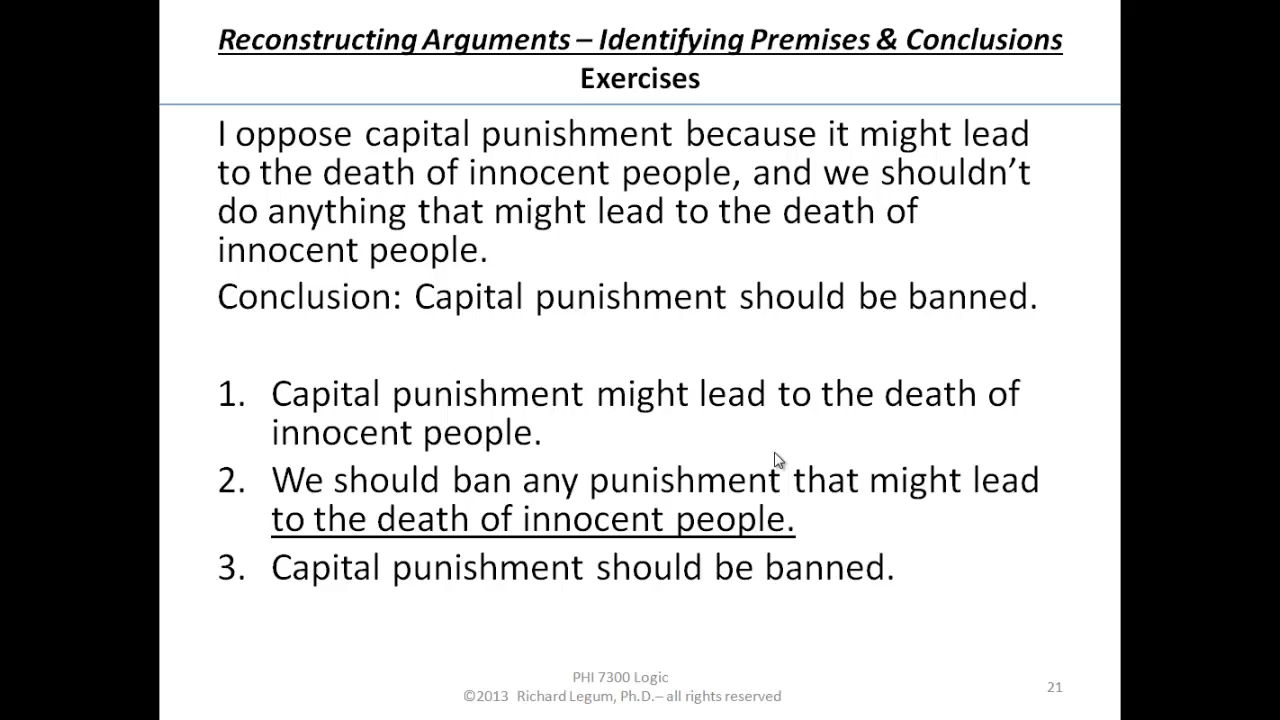 Reconstructing Arguments – Identifying Premises & Conclusions
Exercises
I oppose capital punishment because it might lead
to the death of innocent people, and we shouldn’t
do anything that might lead to the death of
innocent people.
Conclusion: Capital punishment should be banned.
1. Capital punishment might lead to the death of
innocent people.
2. We should ban any punishment that might lead
to the death of innocent people.
3. Capital punishment should be banned.
PHI 7300 Logic
©2013 Richard Legum, Ph.D.– all rights reserved
21